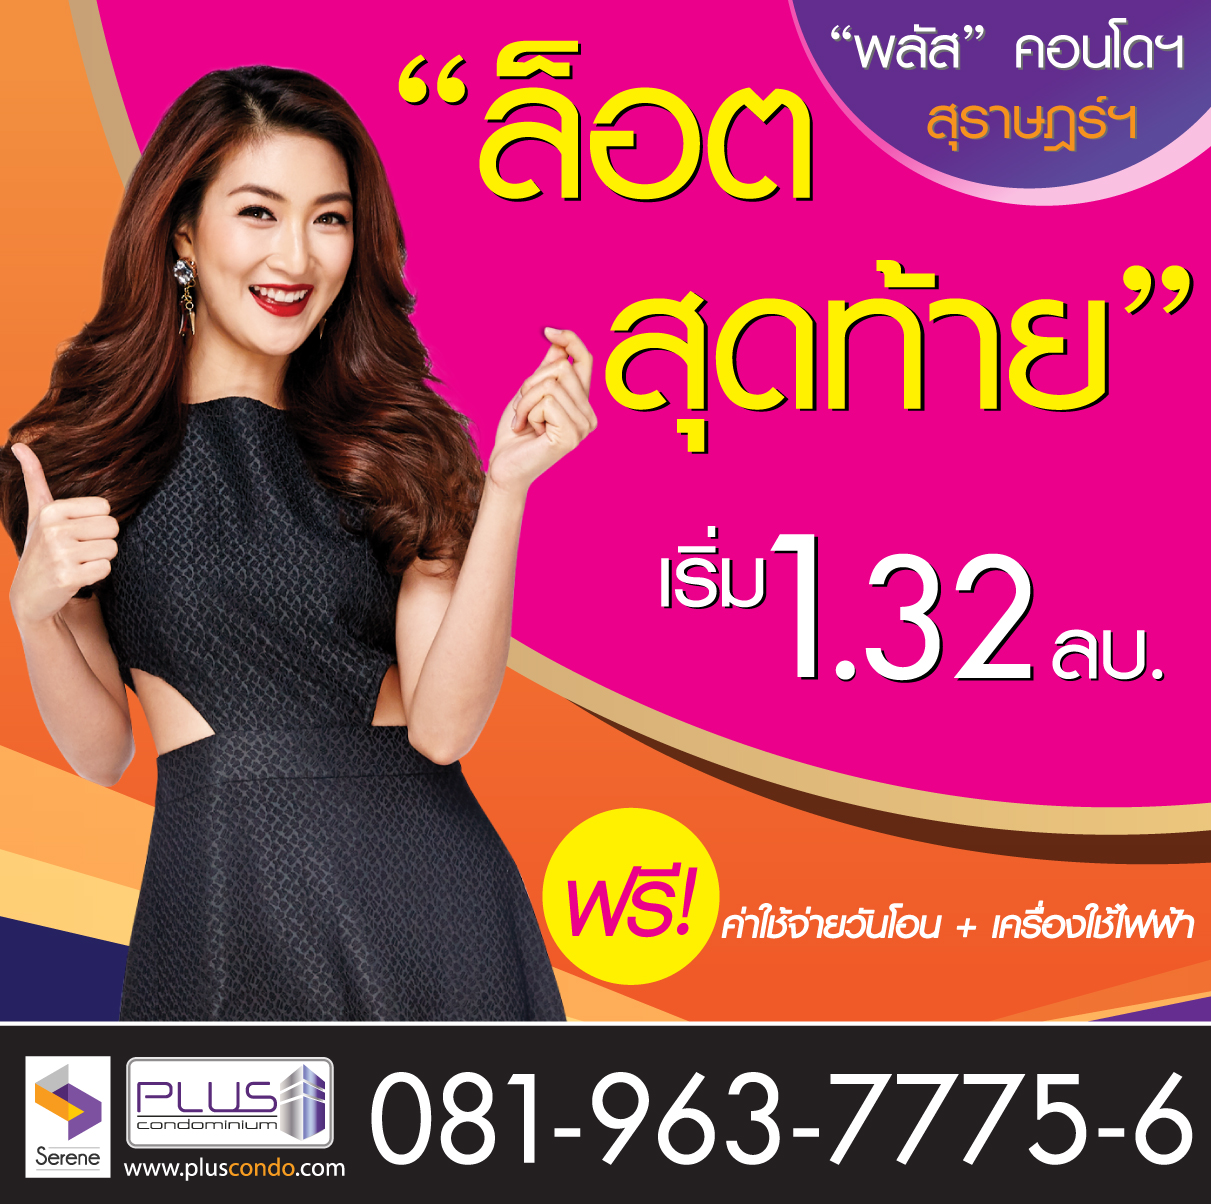 “พลัส” คอนโดฯ
สุราษฎร์ฯ
“ล็อต
สุดท้าย”
เริ่ม 1.32 ลบ.
ฟรี! ค่าใช้จ่ายวันโอน + เครื่องใช้ไฟฟ้า
Serene
PLUS
condominium
www.pluscondo.com
081-963-7775-6